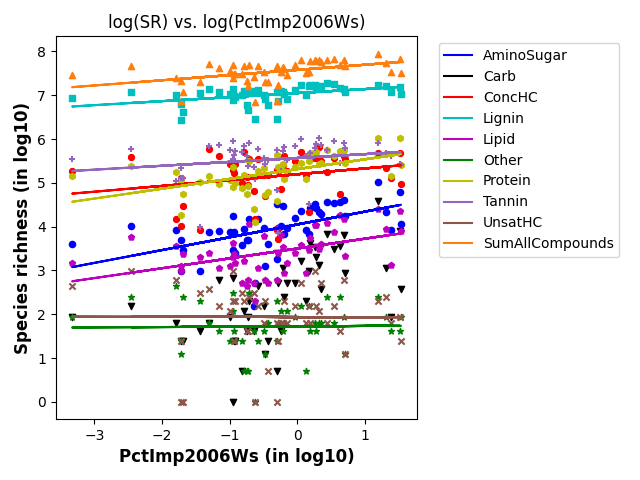 log(SR) vs. log(PctImp2006Ws)
Species richness (in log10)
8
7
6
5
4
3
2
1
0
−3
−2
−1
0
1
PctImp2006Ws (in log10)
AminoSugar
Carb
ConcHC
Lignin
Lipid
Other
Protein
Tannin
UnsatHC
SumAllCompounds